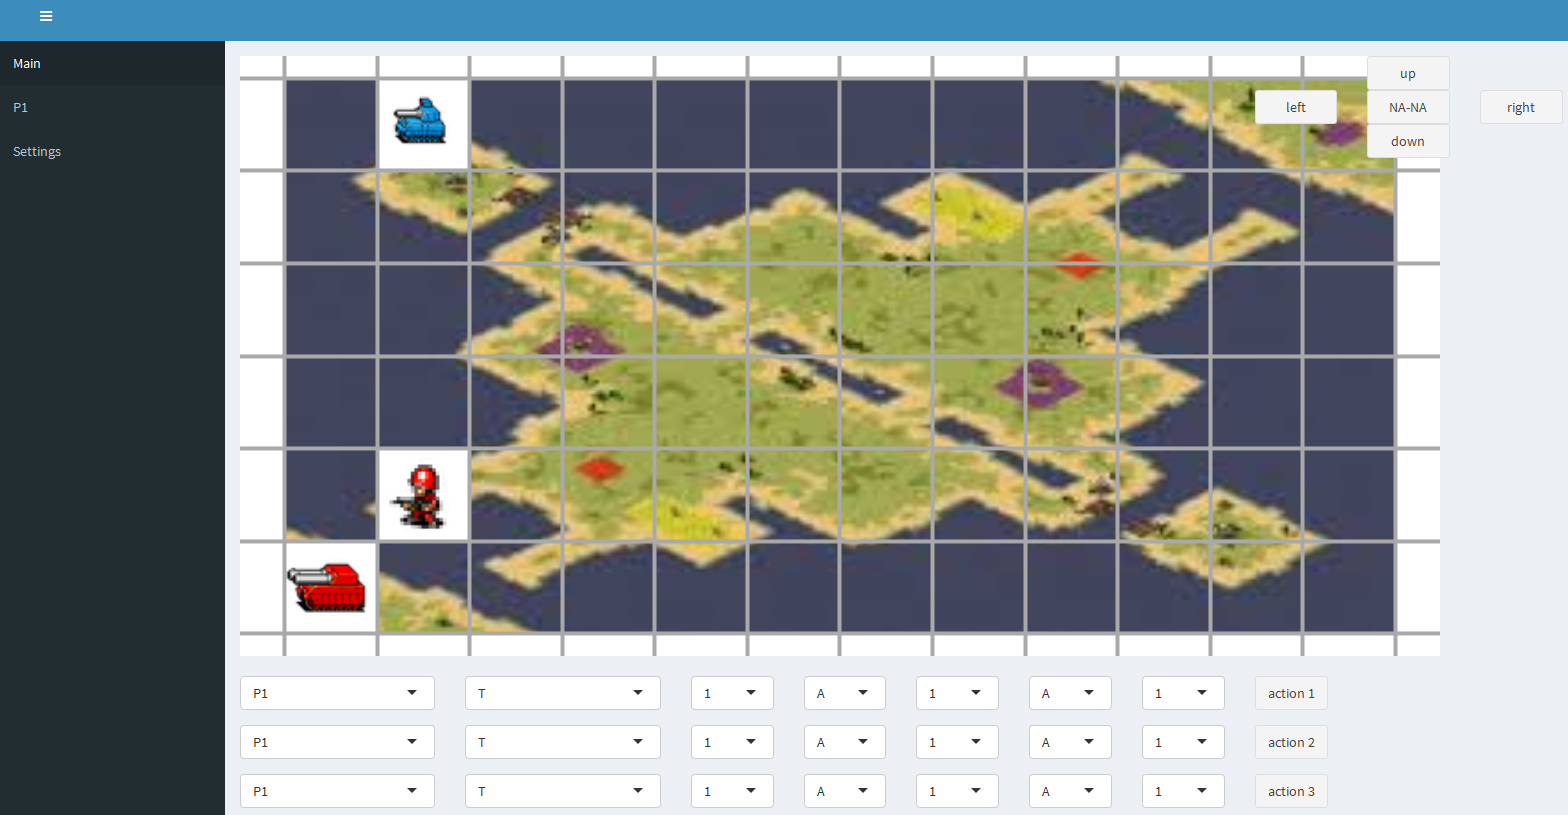 Main
P1
Settings
up
left NA-NA right
down
P1 T 1 A 1 A 1 action 1
P1 T 1 A 1 A 1 action 2
P1 T 1 A 1 A 1 action 3